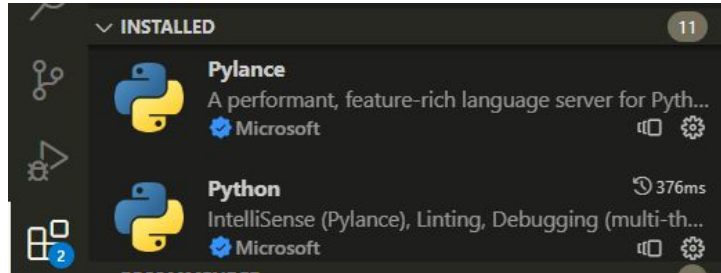 INSTALLED 11
Pylance
A performant, feature-rich language server for Pyth...
Microsoft
Python 376ms
IntelliSense (Pylance), Linting, Debugging (multi-th...
Microsoft
2